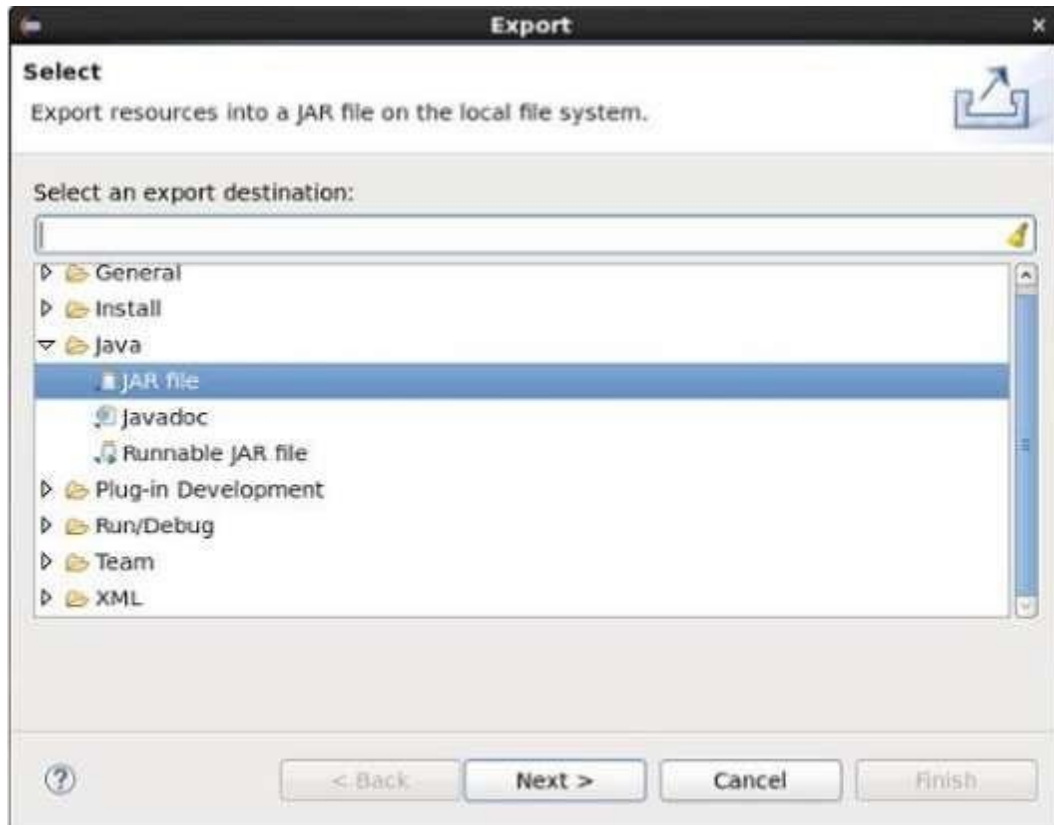 Export
Select
Export resources into a JAR file on the local file system.
Select an export destination:
General
Install
Java
JAR file
Javadoc
Runnable JAR file
Plug-in Development
Run/Debug
Team
XML
< Back Next > Cancel Finish